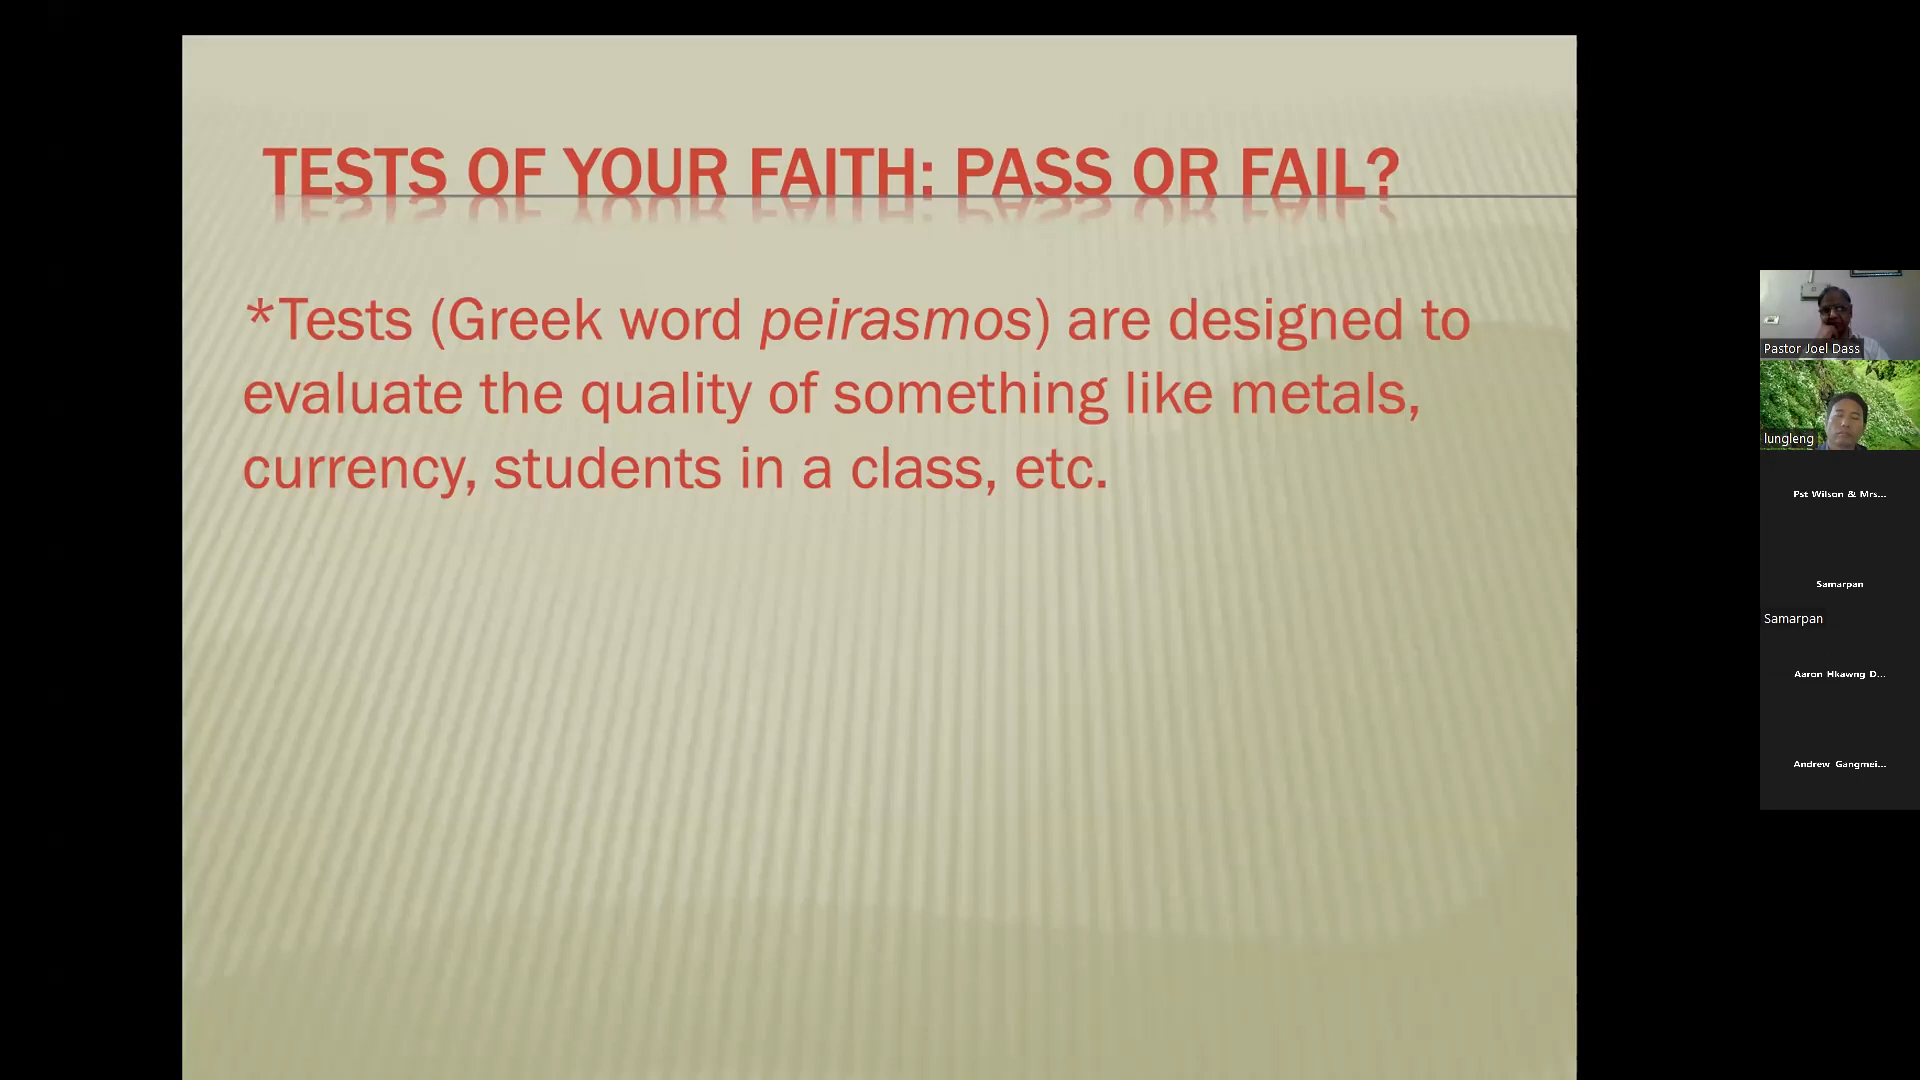 TESTS OF YOUR FAITH: PASS OR FAIL?
*Tests (Greek word peirasmos) are designed to
evaluate the quality of something like metals,
currency, students in a class, etc.
Pastor Joel Dass
lungleng
Pst Wilson & Mrs...
Samarpan
Samarpan
Aaron Hkawng D...
Andrew Gangmei...